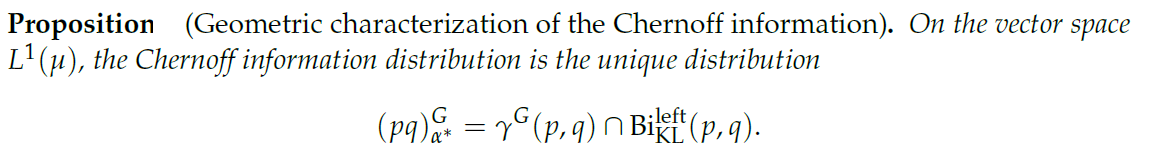 Proposition (Geometric characterization of the Chernoff information). On the vector space
L¹(μ), the Chernoff information distribution is the unique distribution
(pq)^G_{α*} = γ^G(p, q) ∩ Bi^{left}_{KL}(p, q).